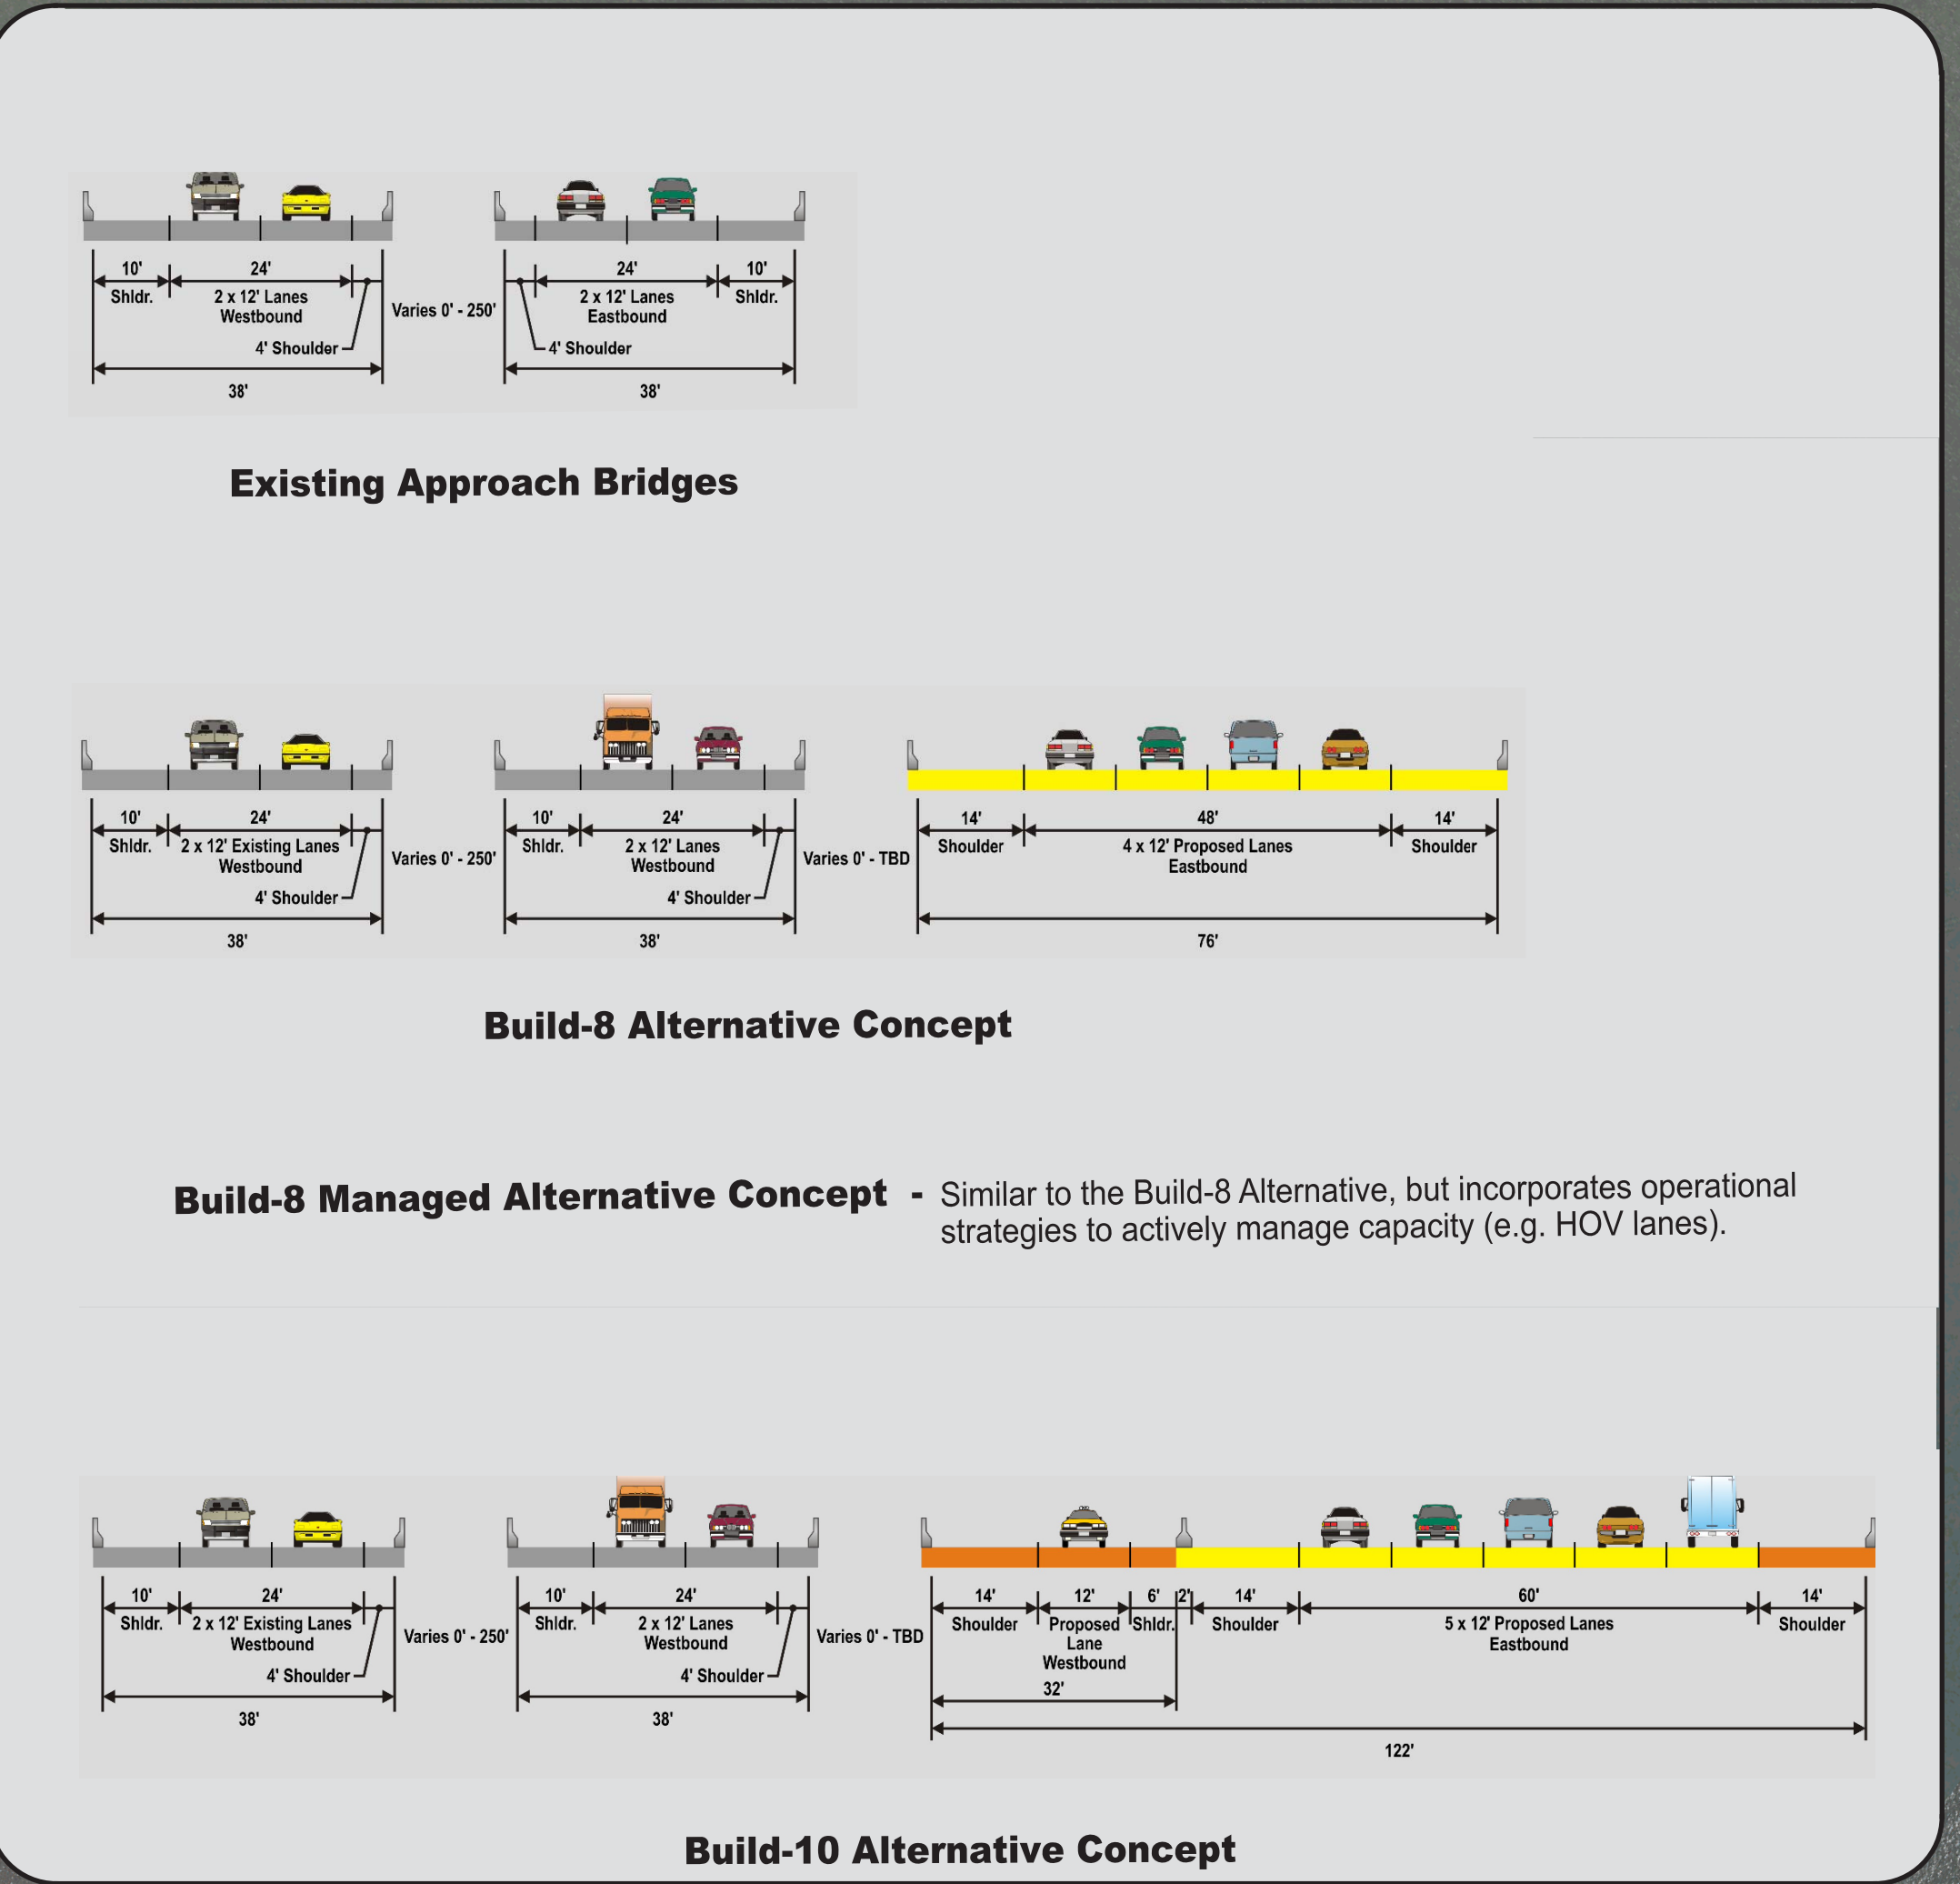 10' 24' 24' 10'
Shldr. 2 x 12' Lanes 2 x 12' Lanes Shldr.
Westbound Varies 0' - 250' Eastbound
4' Shoulder 4' Shoulder
38' 38'
Existing Approach Bridges
10' 24' 10' 24' 14' 48' 14'
Shldr. 2 x 12' Existing Lanes Shldr. 2 x 12' Lanes Shoulder 4 x 12' Proposed Lanes Shoulder
Westbound Varies 0' - 250' Westbound Varies 0' - TBD Eastbound
4' Shoulder 4' Shoulder
38' 38' 76'
Build-8 Alternative Concept
Build-8 Managed Alternative Concept - Similar to the Build-8 Alternative, but incorporates operational
strategies to actively manage capacity (e.g. HOV lanes).
10' 24' 10' 24' 14' 12' 6' 2' 14' 60' 14'
Shldr. 2 x 12' Existing Lanes Shldr. 2 x 12' Lanes Shoulder Proposed Shldr. Shoulder 5 x 12' Proposed Lanes Shoulder
Westbound Varies 0' - 250' Westbound Varies 0' - TBD Lane Eastbound
Westbound
4' Shoulder 4' Shoulder 32'
38' 38' 122'
Build-10 Alternative Concept